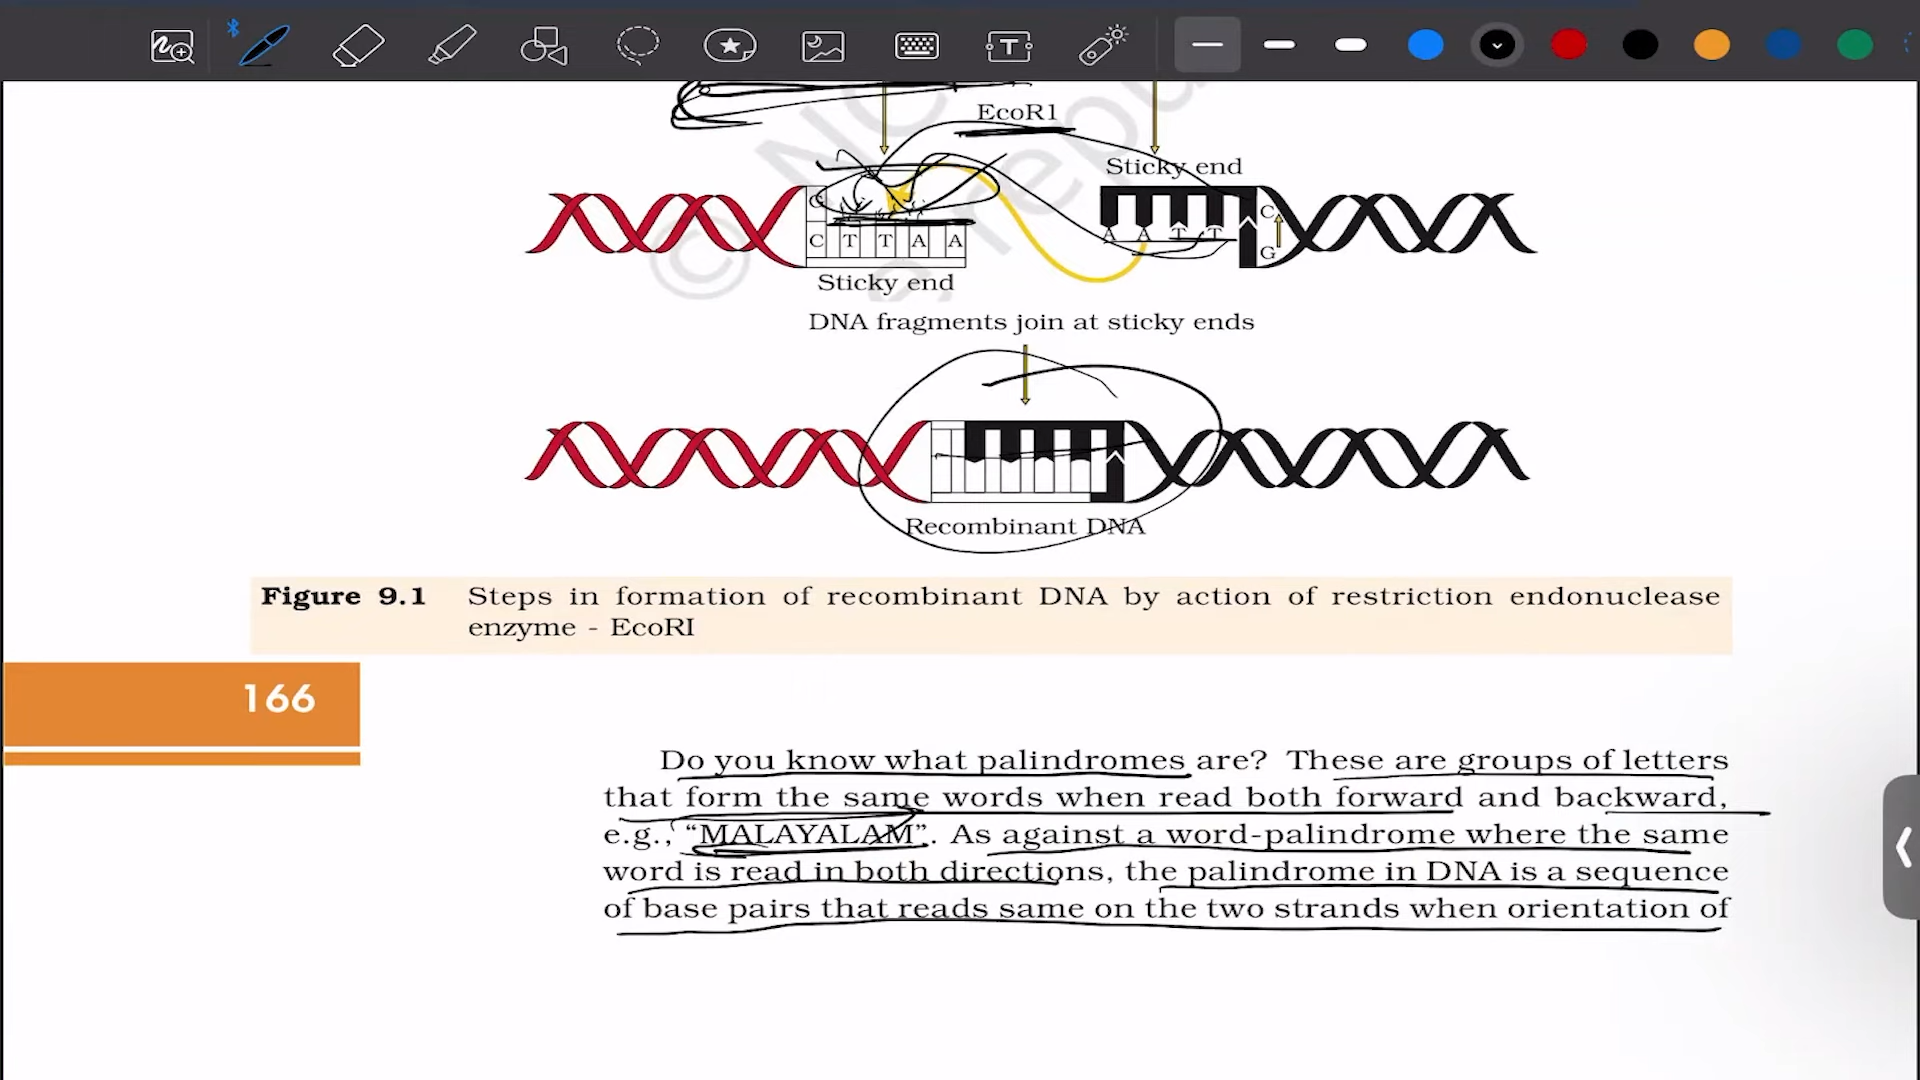 EcoR1
Sticky end
G
C T T A A
A A T T
C
G
Sticky end
DNA fragments join at sticky ends
Recombinant DNA
Figure 9.1 Steps in formation of recombinant DNA by action of restriction endonuclease
enzyme - EcoRI
166
Do you know what palindromes are? These are groups of letters
that form the same words when read both forward and backward,
e.g., “MALAYALAM”. As against a word-palindrome where the same
word is read in both directions, the palindrome in DNA is a sequence
of base pairs that reads same on the two strands when orientation of